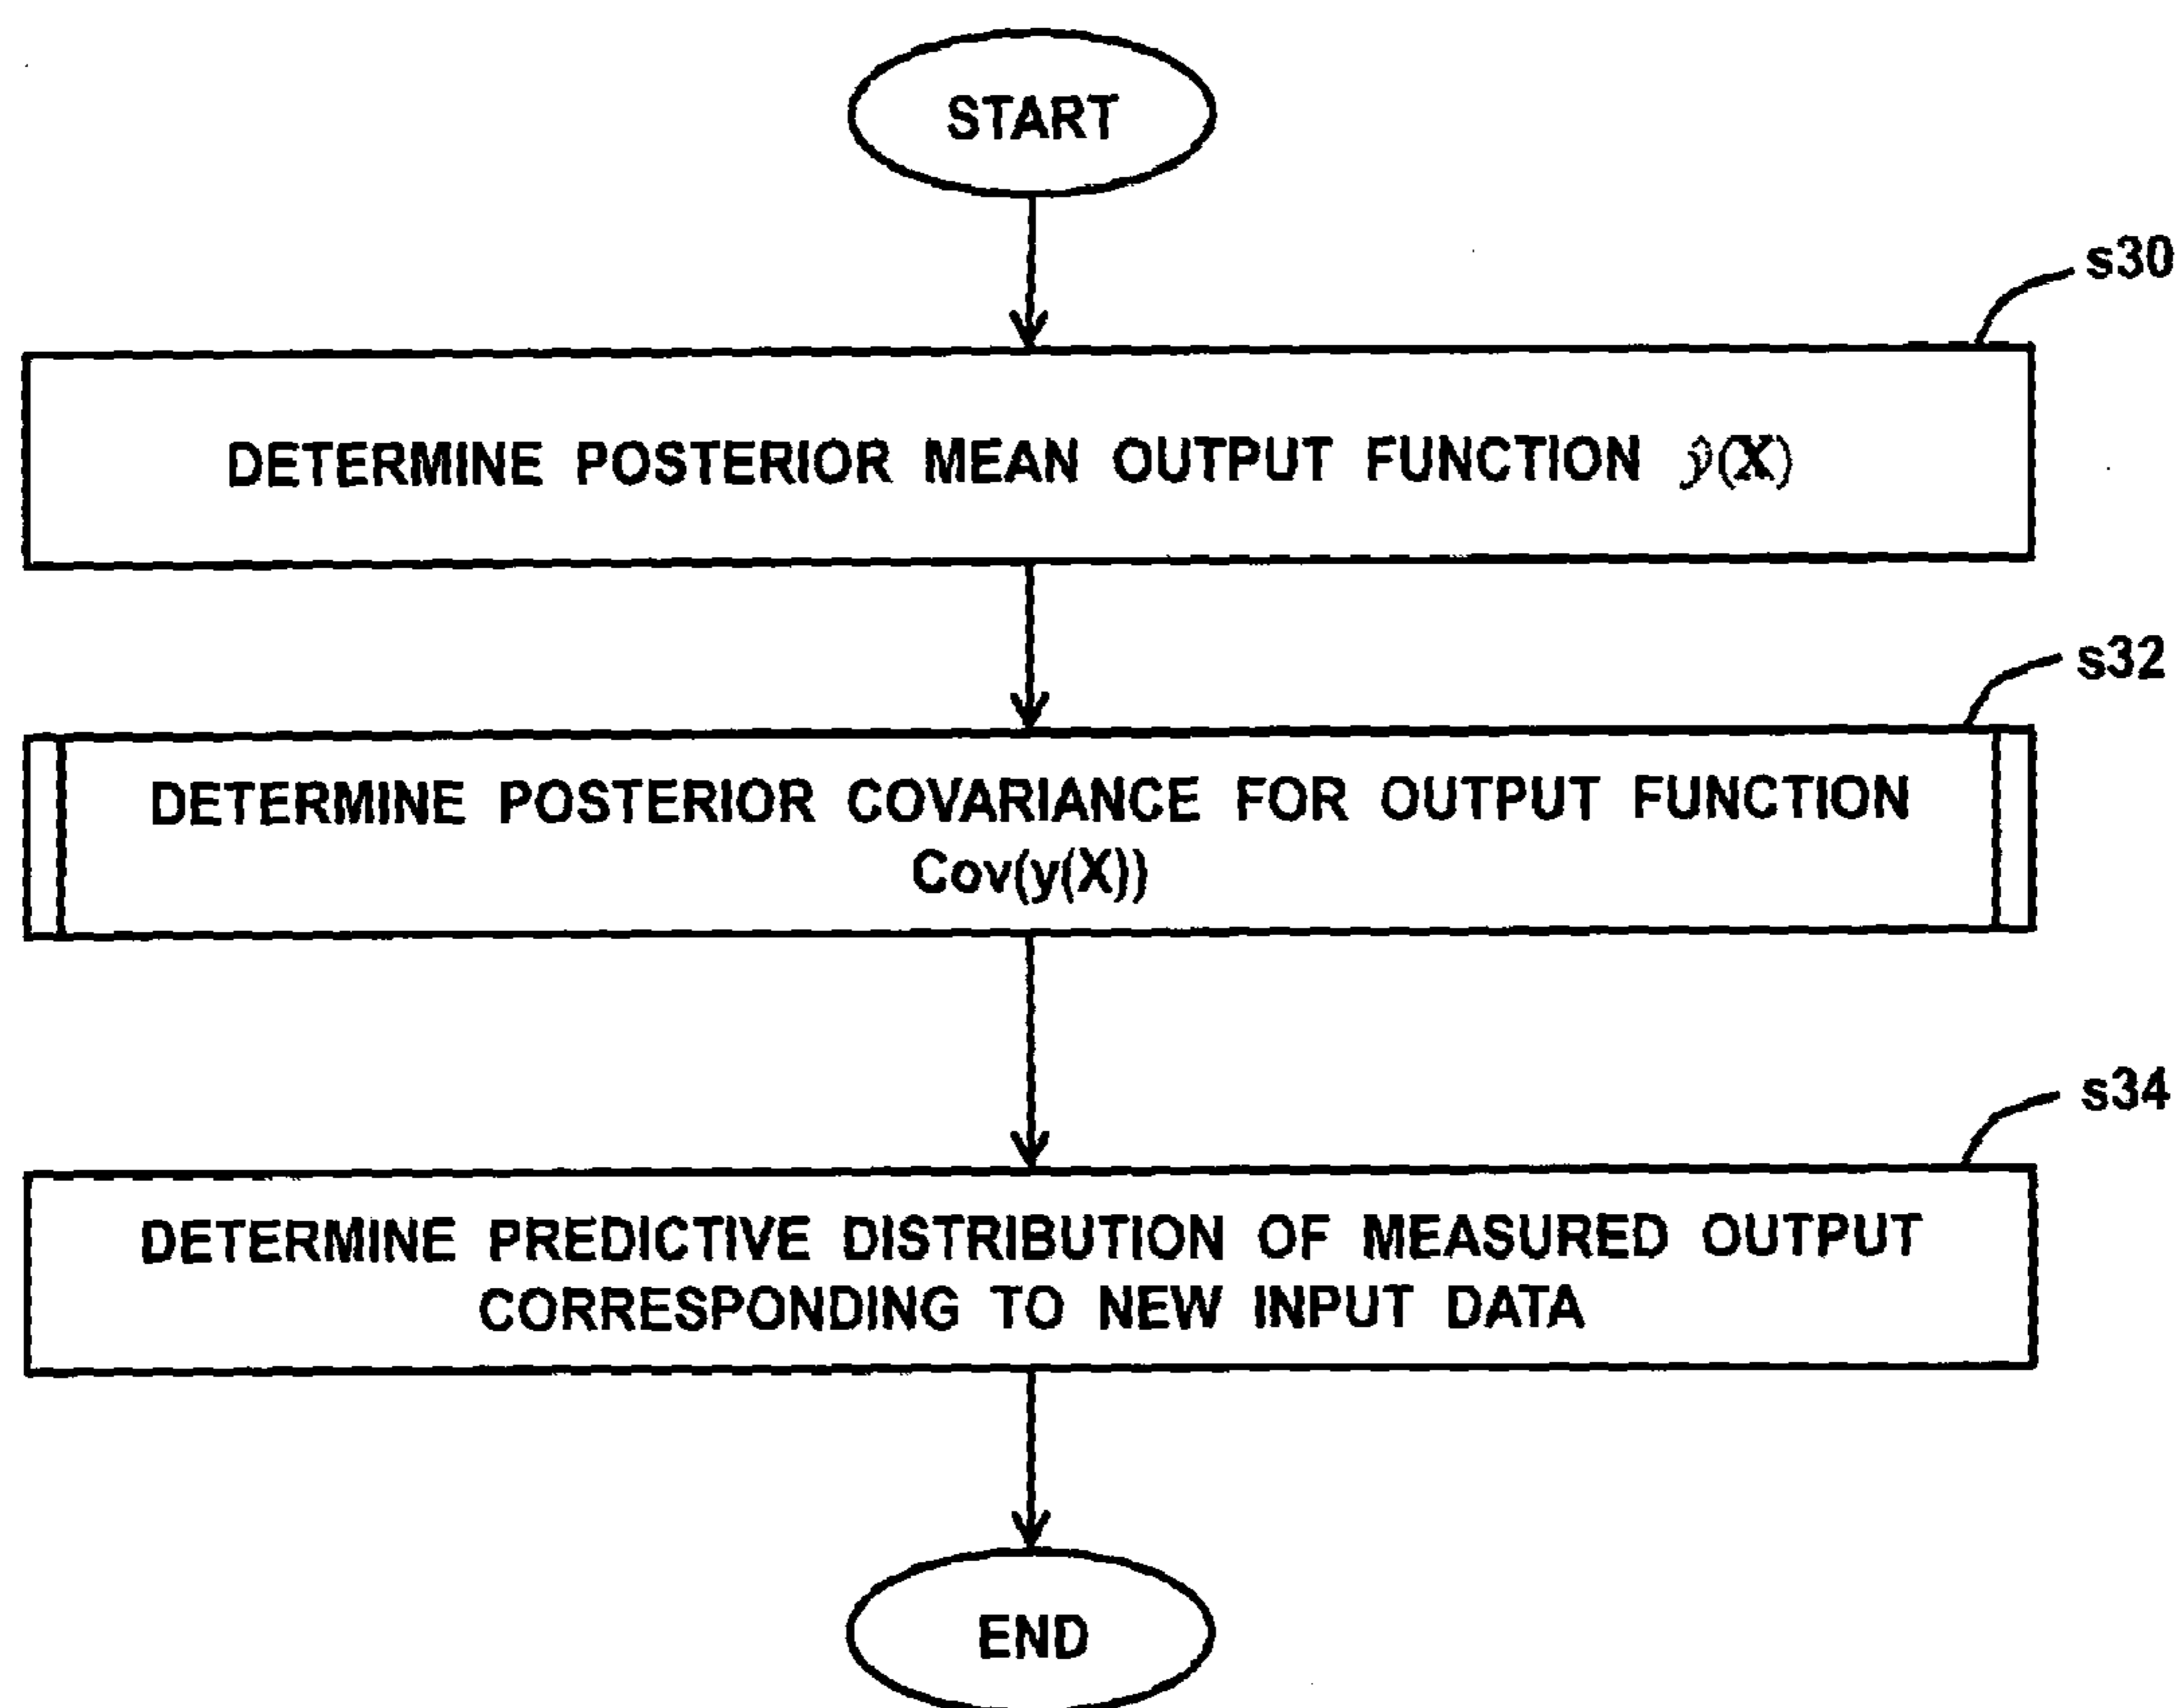 START
s30
DETERMINE POSTERIOR MEAN OUTPUT FUNCTION ŷ(X)
s32
DETERMINE POSTERIOR COVARIANCE FOR OUTPUT FUNCTION
Cov(y(X))
s34
DETERMINE PREDICTIVE DISTRIBUTION OF MEASURED OUTPUT
CORRESPONDING TO NEW INPUT DATA
END